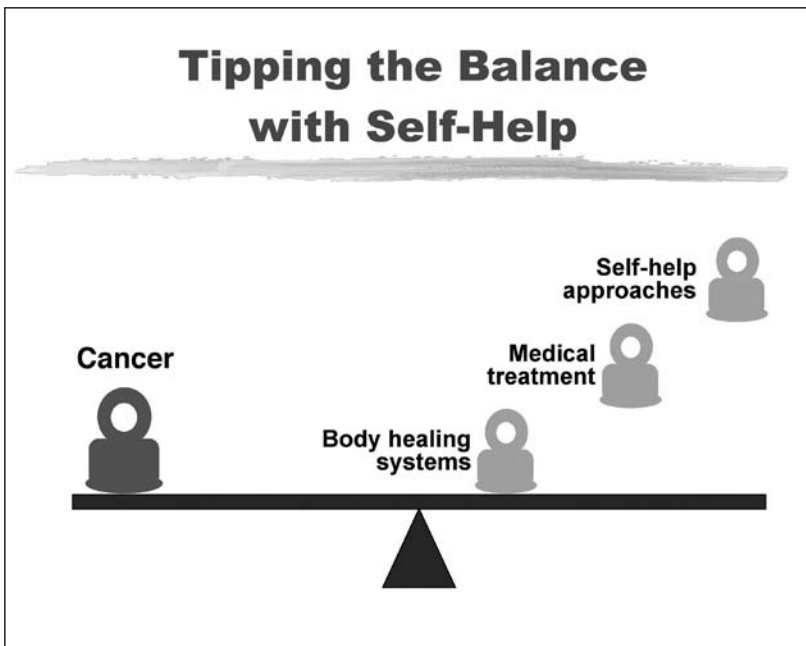 Tipping the Balance
with Self-Help
Self-help
approaches
Medical
treatment
Cancer
Body healing
systems